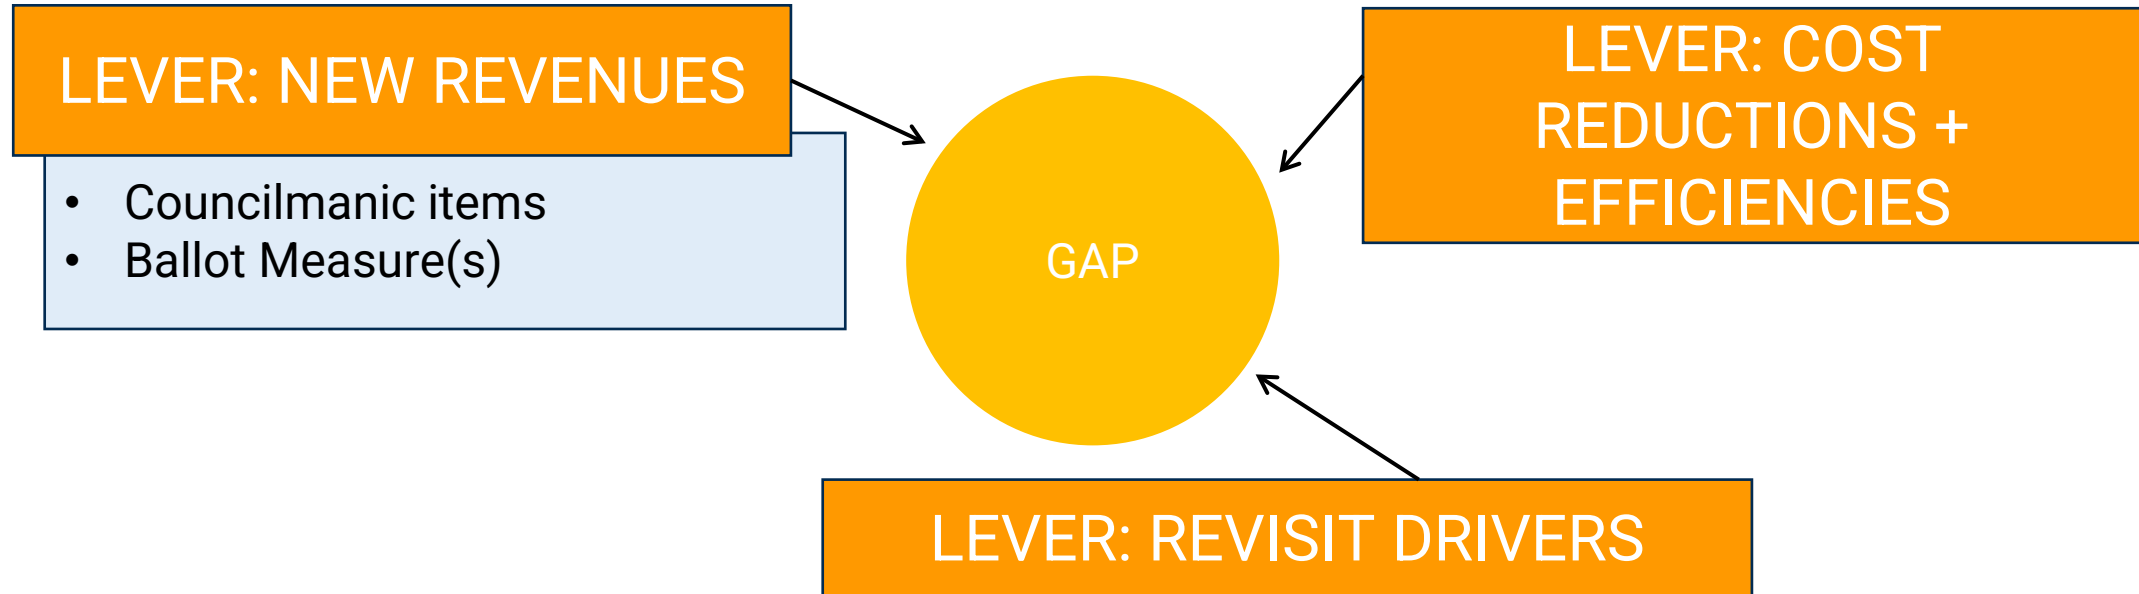 LEVER: NEW REVENUES
• Councilmanic items
• Ballot Measure(s)
GAP
LEVER: COST
REDUCTIONS +
EFFICIENCIES
LEVER: REVISIT DRIVERS